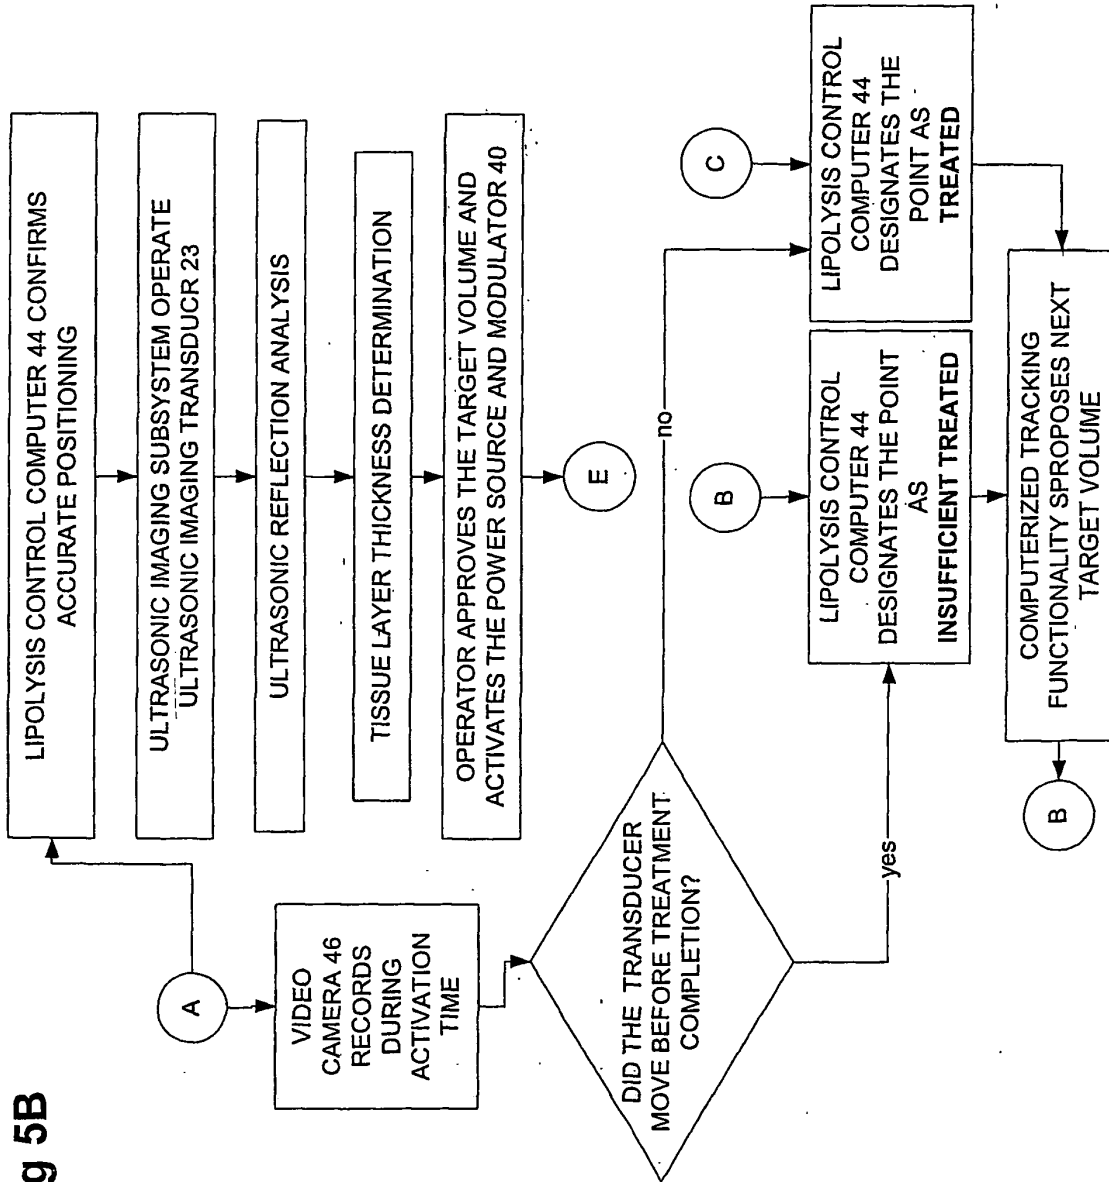 g 5B
A
LIPOLYSIS CONTROL COMPUTER 44 CONFIRMS
ACCURATE POSITIONING
ULTRASONIC IMAGING SUBSYSTEM OPERATE
ULTRASONIC IMAGING TRANSDUCR 23
ULTRASONIC REFLECTION ANALYSIS
TISSUE LAYER THICKNESS DETERMINATION
OPERATOR APPROVES THE TARGET VOLUME AND
ACTIVATES THE POWER SOURCE AND MODULATOR 40
E
VIDEO
CAMERA 46
RECORDS
DURING
ACTIVATION
TIME
DID THE TRANSDUCER
MOVE BEFORE TREATMENT
COMPLETION?
no
yes
B
LIPOLYSIS CONTROL
COMPUTER 44
DESIGNATES THE POINT
AS
INSUFFICIENT TREATED
C
LIPOLYSIS CONTROL
COMPUTER 44
DESIGNATES THE
POINT AS
TREATED
COMPUTERIZED TRACKING
FUNCTIONALITY SPROPOSES NEXT
TARGET VOLUME
B